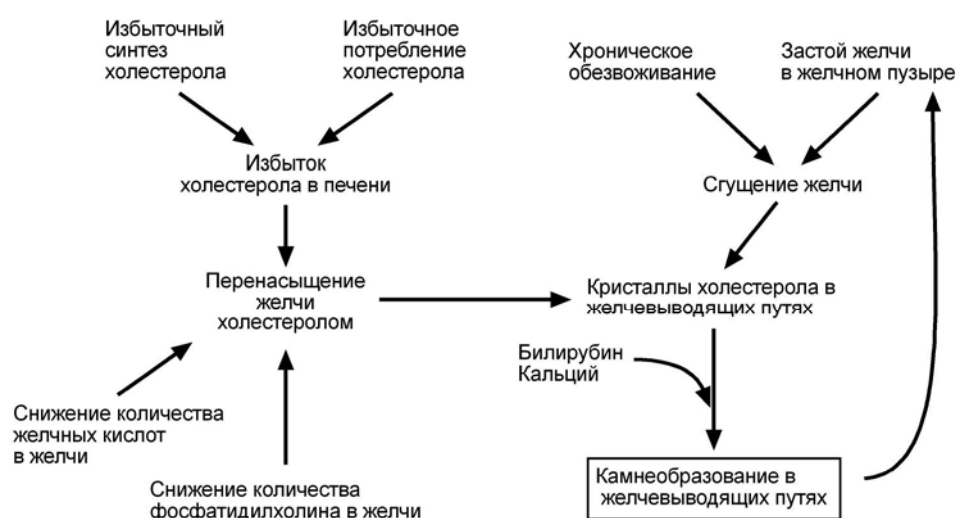 Избыточный
синтез
холестерола
Избыточное
потребление
холестерола
Хроническое
обезвоживание
Застой желчи
в желчном пузыре
Избыток
холестерола в печени
Сгущение желчи
Перенасыщение
желчи
холестеролом
Кристаллы холестерола в
желчевыводящих путях
Билирубин
Кальций
Снижение количества
желчных кислот
в желчи
Снижение количества
фосфатидилхолина в желчи
Камнеобразование в
желчевыводящих путях